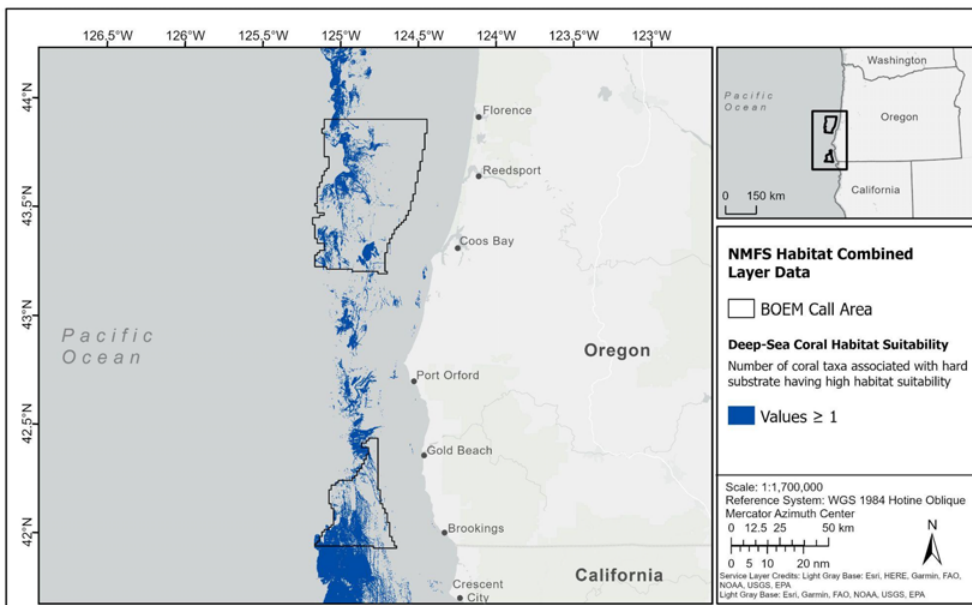 126.5°W 126°W 125.5°W 125°W 124.5°W 124°W 123.5°W 123°W
44°N
43.5°N
43°N
42.5°N
42°N
Florence
Reedsport
Coos Bay
Pacific
Ocean
Oregon
Port Orford
Gold Beach
Brookings
California
Crescent
City
Washington
Pacific
Ocean
Oregon
California
0 150 km
NMFS Habitat Combined
Layer Data
BOEM Call Area
Deep-Sea Coral Habitat Suitability
Number of coral taxa associated with hard
substrate having high habitat suitability
Values ≥ 1
Scale: 1:1,700,000
Reference System: WGS 1984 Hotine Oblique
Mercator Azimuth Center
0 12.5 25 50 km
N
0 5 10 20 nm
Service Layer Credits: Light Gray Base: Esri, HERE, Garmin, FAO,
NOAA, USGS, EPA
Light Gray Base: Esri, Garmin, FAO, NOAA, USGS, EPA